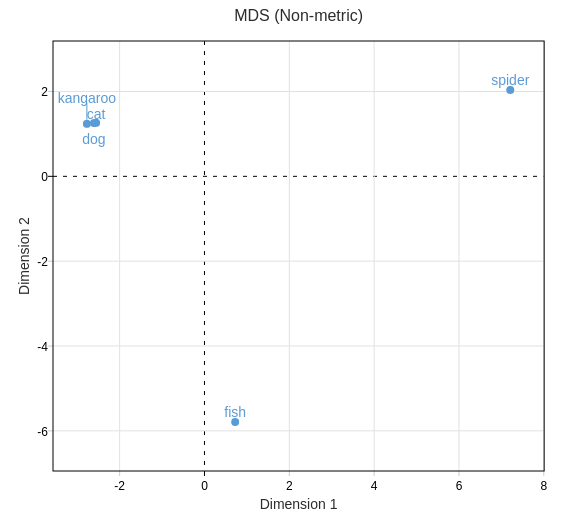 MDS (Non-metric)
spider
kangaroo
cat
dog
fish
2
0
-2
-4
-6
-2
0
2
4
6
8
Dimension 1
Dimension 2